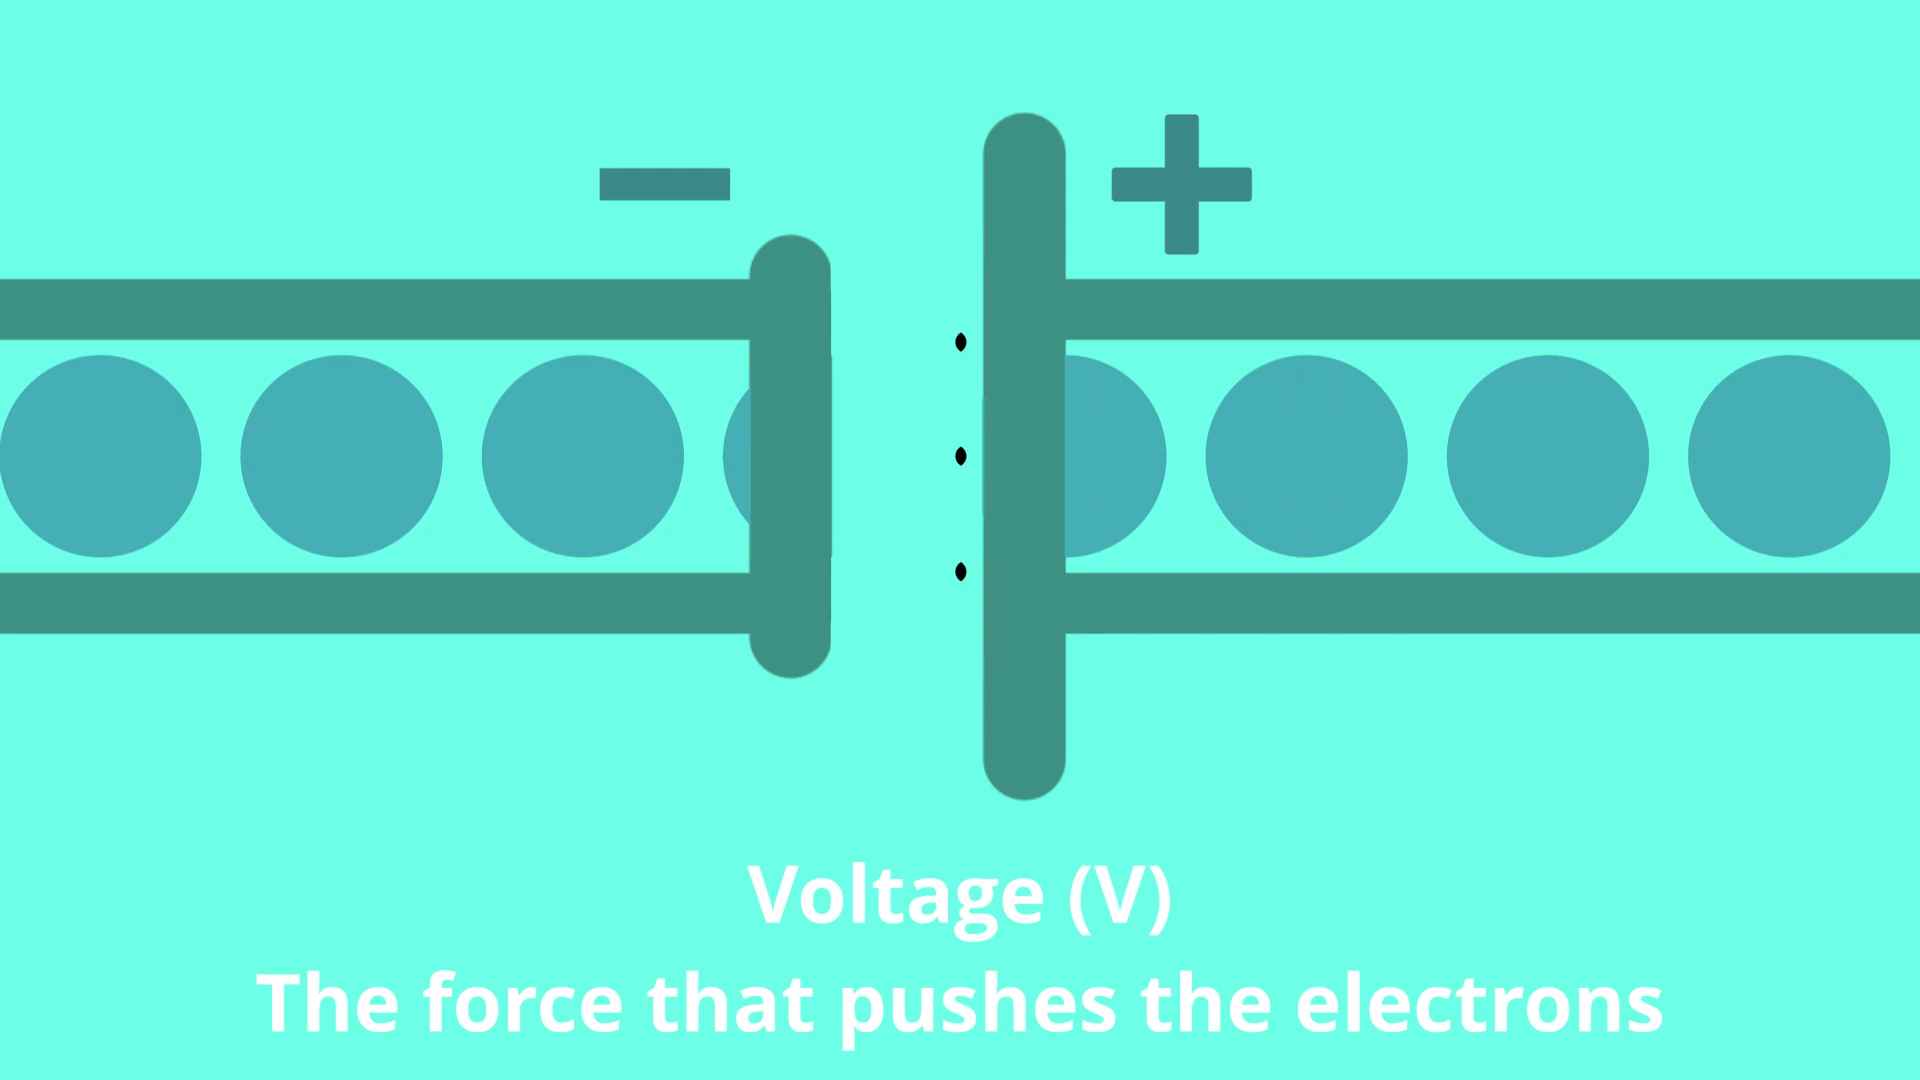 − +
Voltage (V)
The force that pushes the electrons